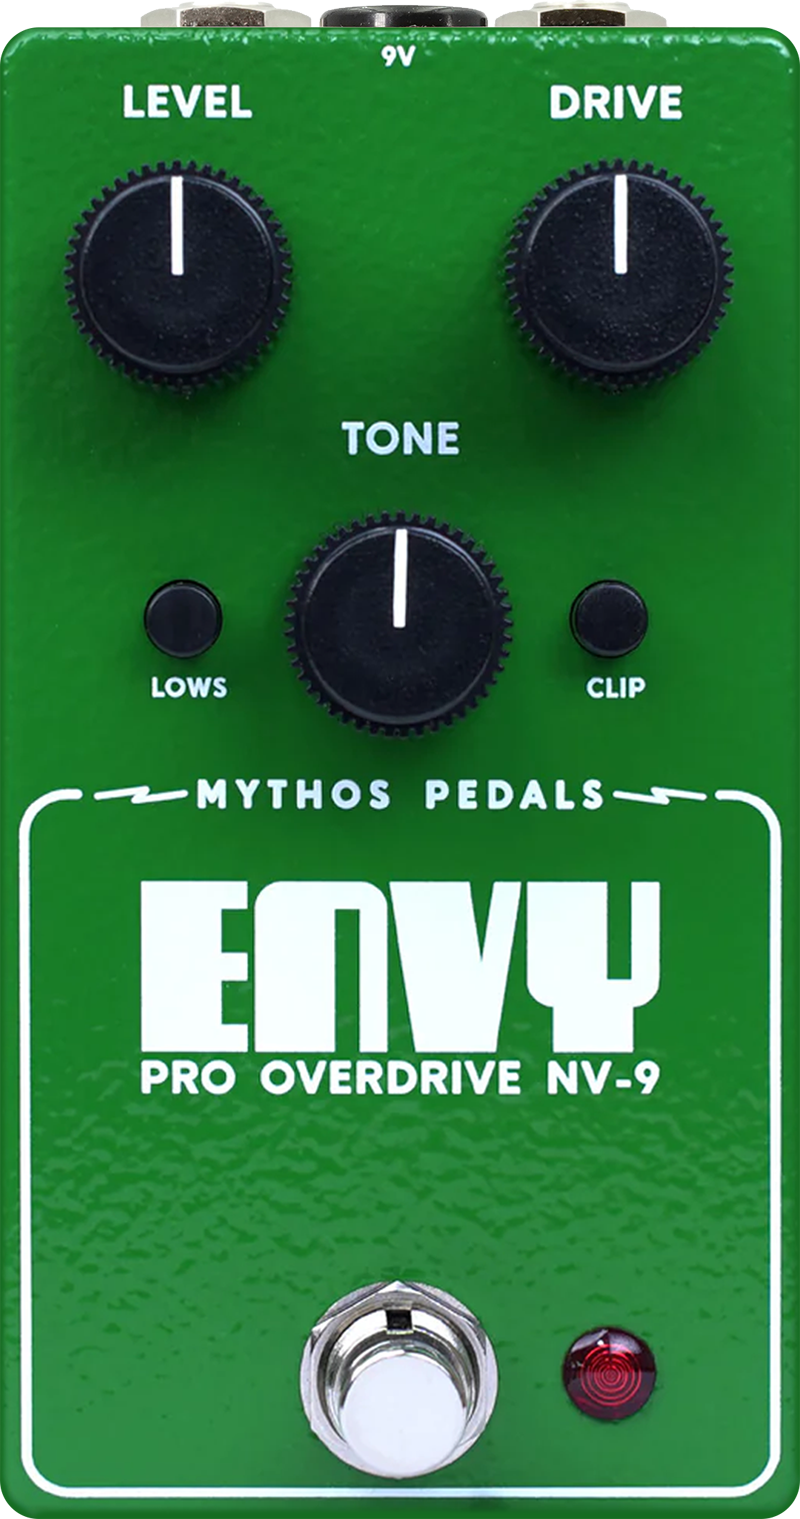 9V
LEVEL DRIVE
TONE
LOWS CLIP
MYTHOS PEDALS
ENVY
PRO OVERDRIVE NV-9